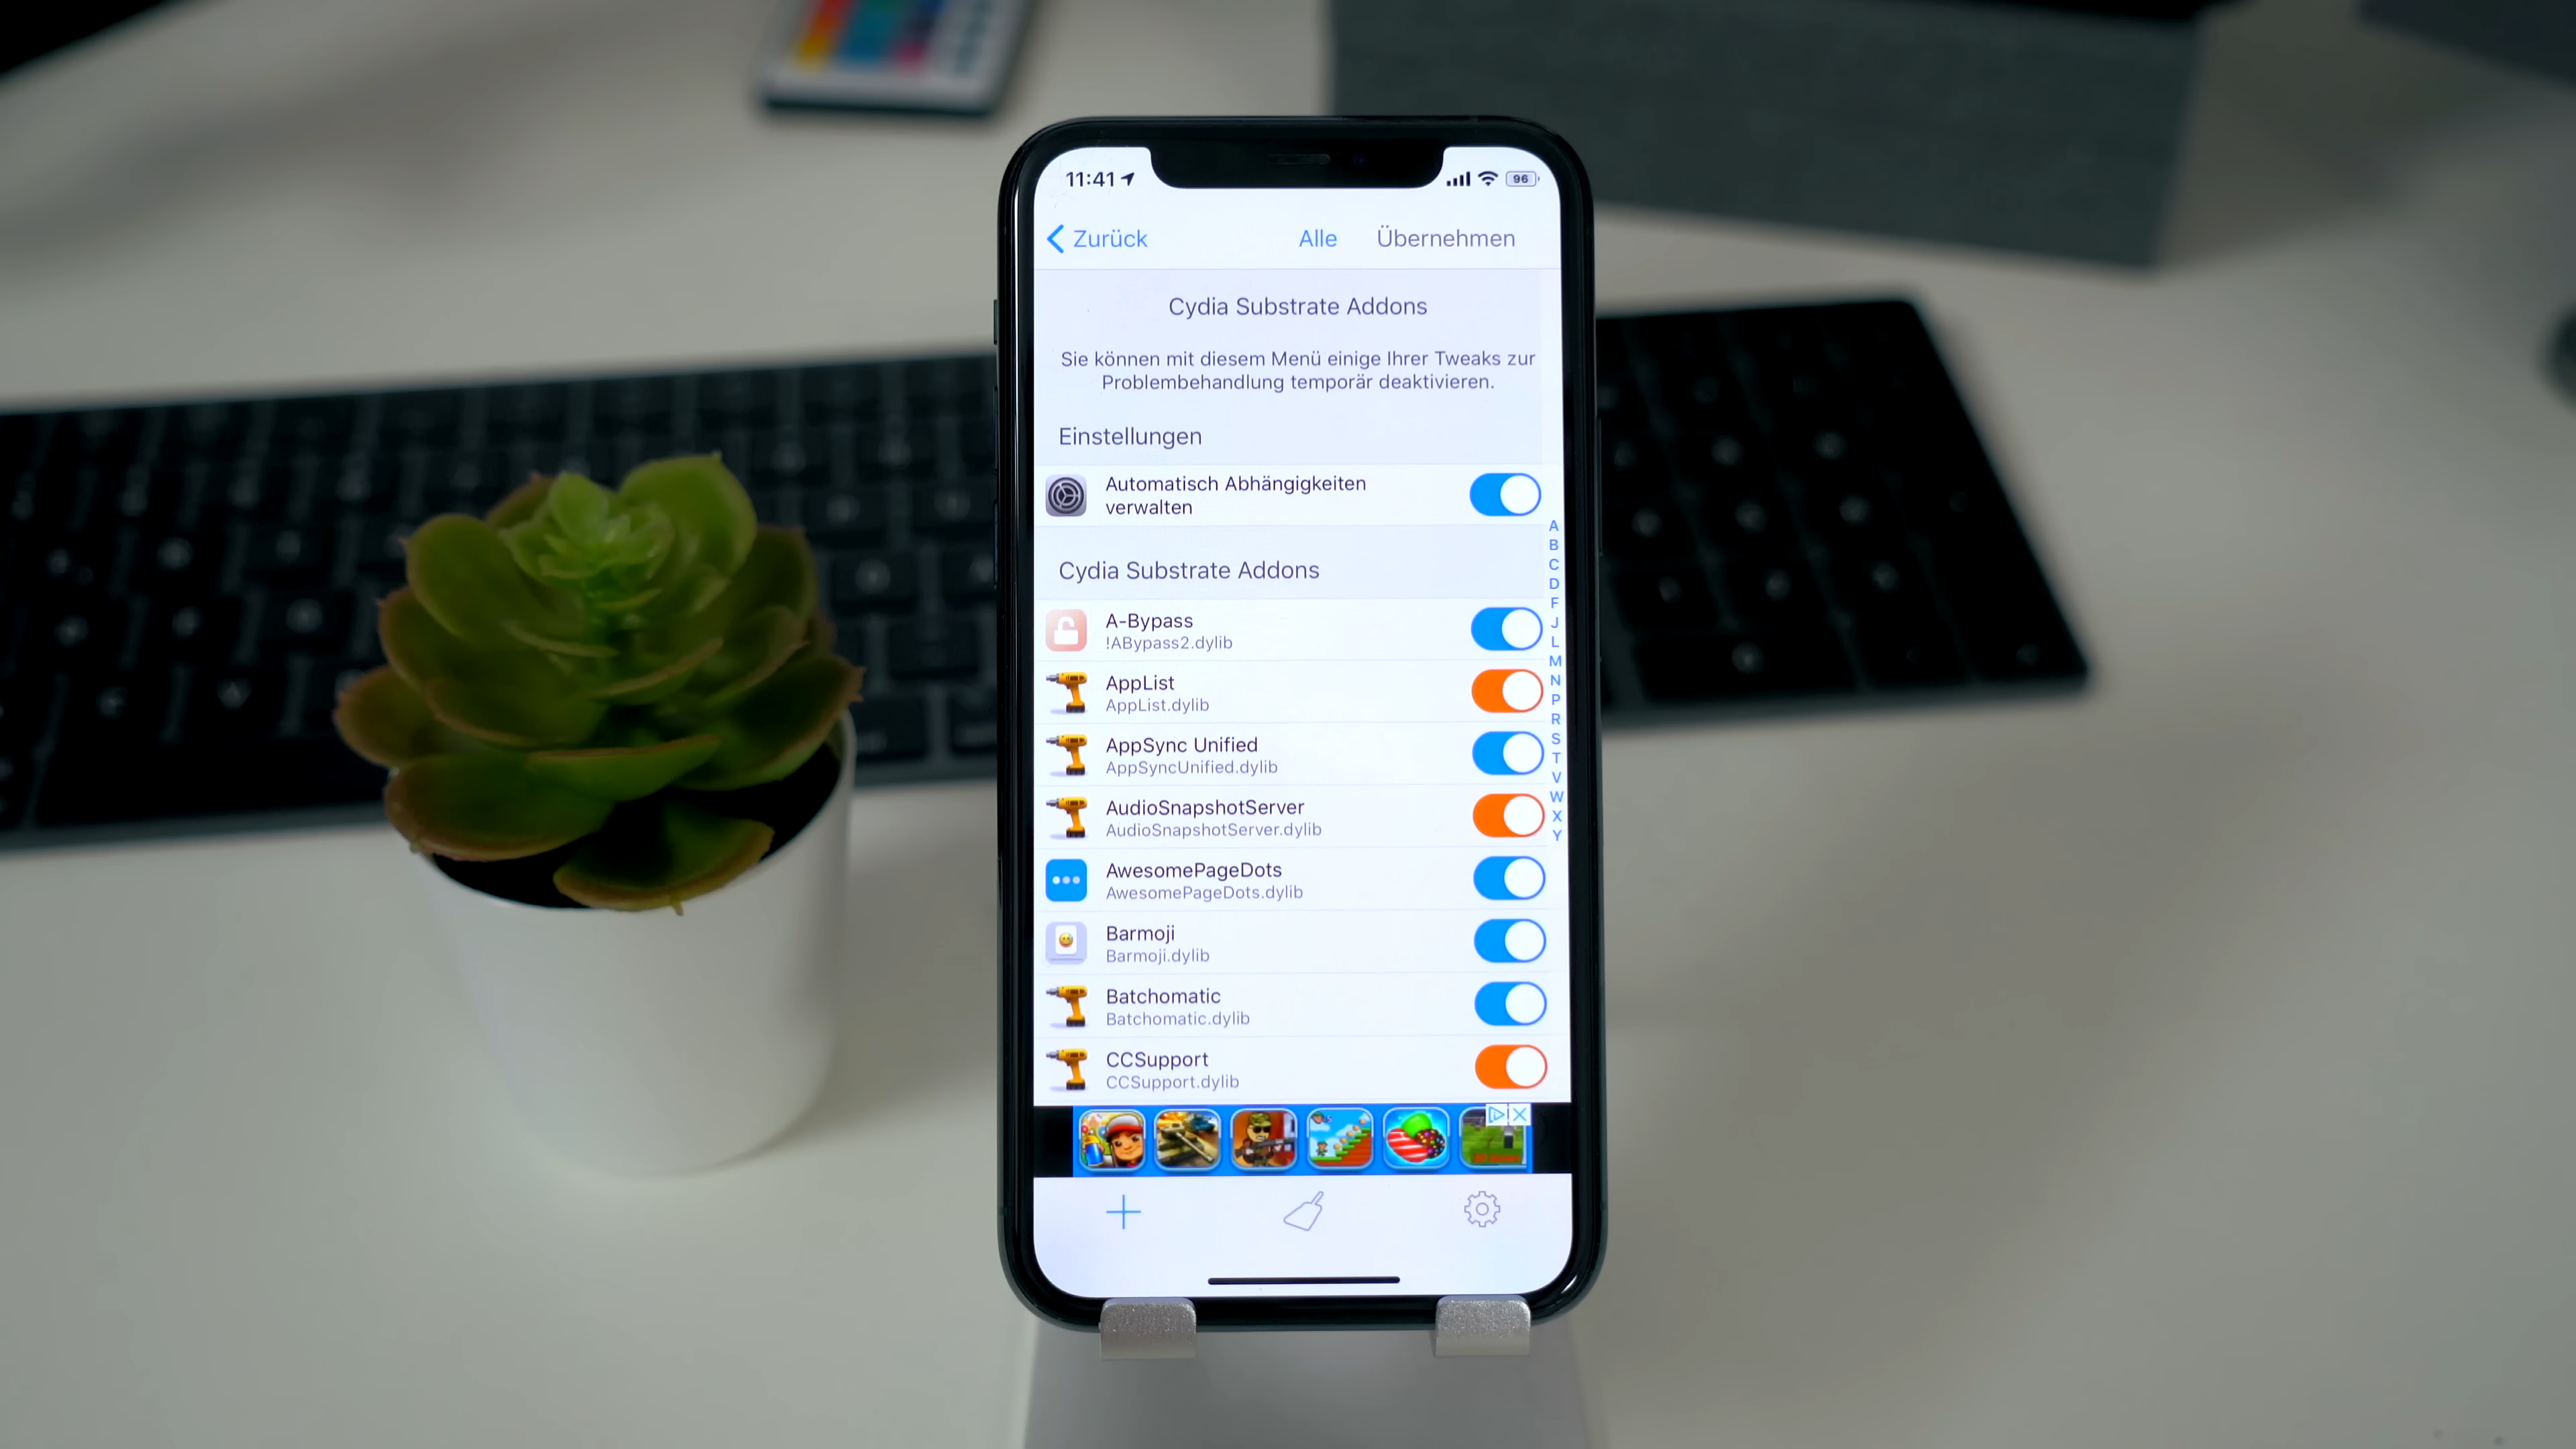 11:41
96
Zurück Alle Übernehmen
Cydia Substrate Addons
Sie können mit diesem Menü einige Ihrer Tweaks zur
Problembehandlung temporär deaktivieren.
Einstellungen
Automatisch Abhängigkeiten
verwalten
Cydia Substrate Addons
A-Bypass
!ABypass2.dylib
AppList
AppList.dylib
AppSync Unified
AppSyncUnified.dylib
AudioSnapshotServer
AudioSnapshotServer.dylib
AwesomePageDots
AwesomePageDots.dylib
Barmoji
Barmoji.dylib
Batchomatic
Batchomatic.dylib
CCSupport
CCSupport.dylib
A
B
C
D
F
J
L
M
N
P
R
S
T
V
W
X
Y